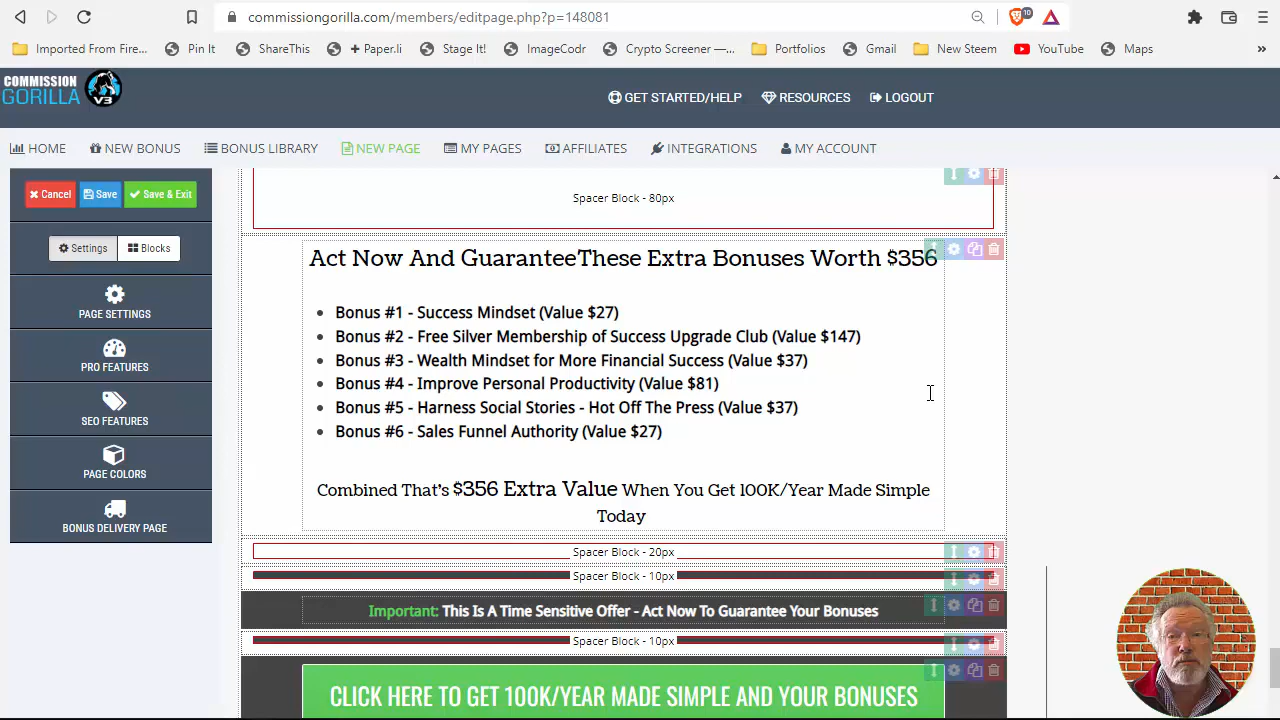 commissiongorilla.com/members/editpage.php?p=148081
10
Imported From Fire... Pin It ShareThis + Paper.li Stage It! ImageCodr Crypto Screener —... Portfolios Gmail New Steem YouTube Maps »
COMMISSION
GORILLA V3
GET STARTED/HELP RESOURCES LOGOUT
HOME NEW BONUS BONUS LIBRARY NEW PAGE MY PAGES AFFILIATES INTEGRATIONS MY ACCOUNT
Cancel Save Save & Exit
Settings Blocks
PAGE SETTINGS
PRO FEATURES
SEO FEATURES
PAGE COLORS
BONUS DELIVERY PAGE
Spacer Block - 80px
Act Now And GuaranteeThese Extra Bonuses Worth $356
• Bonus #1 - Success Mindset (Value $27)
• Bonus #2 - Free Silver Membership of Success Upgrade Club (Value $147)
• Bonus #3 - Wealth Mindset for More Financial Success (Value $37)
• Bonus #4 - Improve Personal Productivity (Value $81)
• Bonus #5 - Harness Social Stories - Hot Off The Press (Value $37)
• Bonus #6 - Sales Funnel Authority (Value $27)
Combined That's $356 Extra Value When You Get 100K/Year Made Simple
Today
Spacer Block - 20px
Spacer Block - 10px
Important: This Is A Time Sensitive Offer - Act Now To Guarantee Your Bonuses
Spacer Block - 10px
CLICK HERE TO GET 100K/YEAR MADE SIMPLE AND YOUR BONUSES